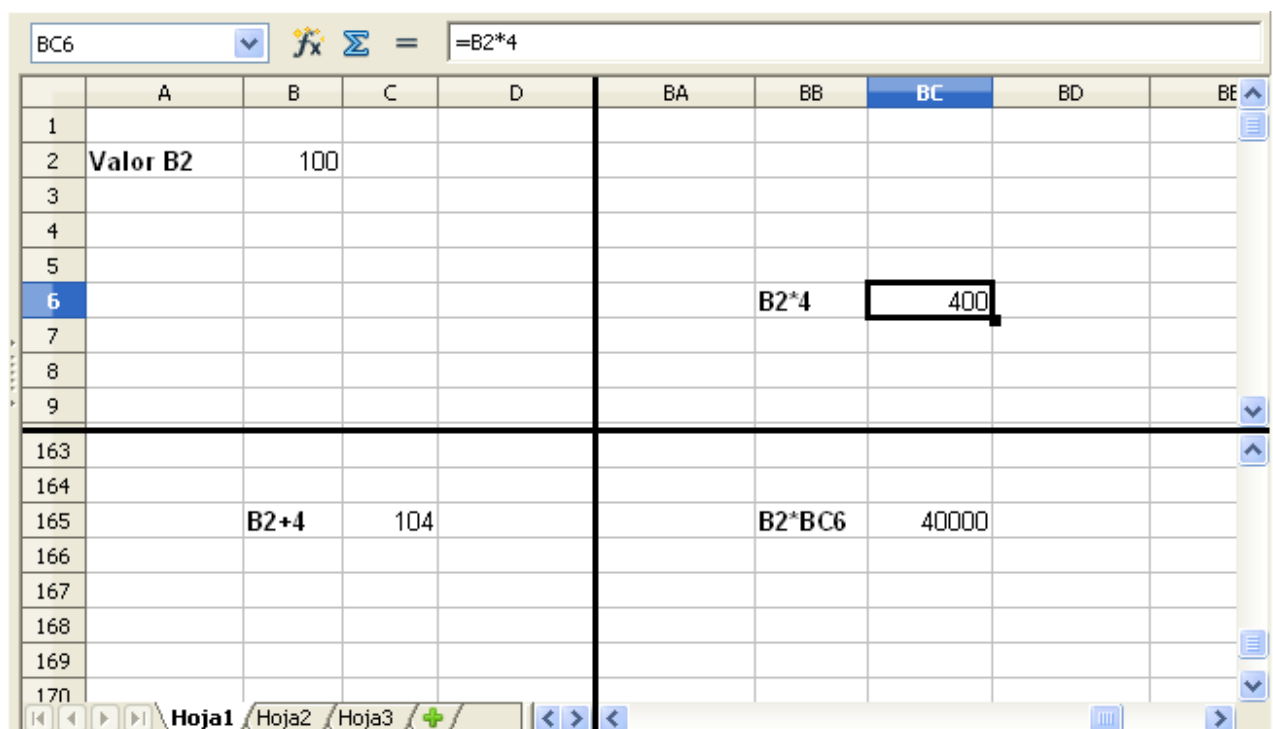 BC6 fx Σ = =B2*4
A B C D BA BB BC BD BE
1
2 Valor B2 100
3
4
5
6 B2*4 400
7
8
9
163
164
165 B2+4 104 B2*BC6 40000
166
167
168
169
170
Hoja1 Hoja2 Hoja3